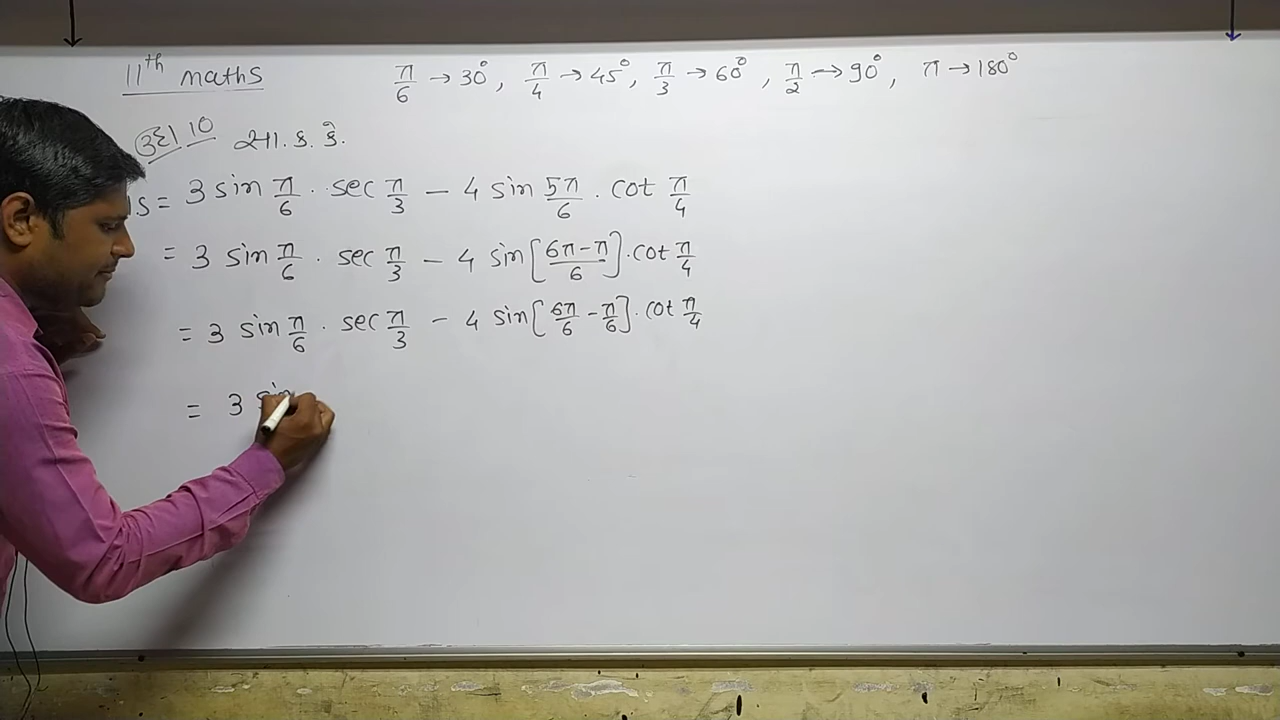 11th maths π/6 → 30°, π/4 → 45°, π/3 → 60°, π/2 → 90°, π → 180°
ઉદા 10 સા. કે. કે.
S = 3 sin π/6 · sec π/3 − 4 sin 5π/6 · cot π/4
= 3 sin π/6 · sec π/3 − 4 sin[6π−π/6]·cot π/4
= 3 sin π/6 · sec π/3 − 4 sin[6π/6 − π/6]·cot π/4
= 3 sin